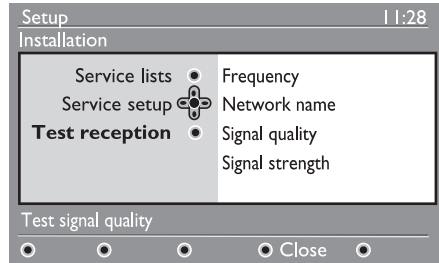 Setup 11:28
Installation
Service lists Frequency
Service setup Network name
Test reception Signal quality
Signal strength
Test signal quality
Close